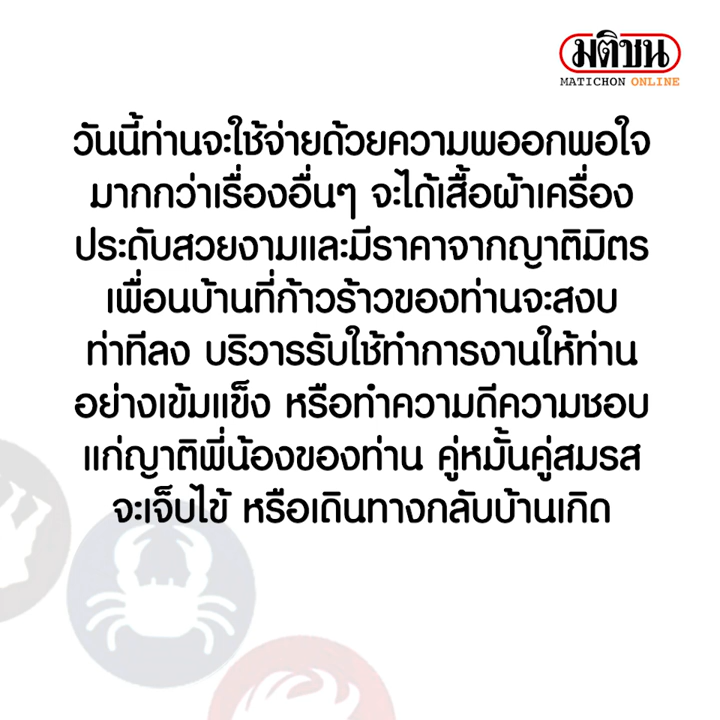 มติชน
MATICHON ONLINE
วันนี้ท่านจะใช้จ่ายด้วยความพออกพอใจ
มากกว่าเรื่องอื่นๆ จะได้เสื้อผ้าเครื่อง
ประดับสวยงามและมีราคาจากญาติมิตร
เพื่อนบ้านที่ก้าวร้าวของท่านจะสงบ
ท่าทีลง บริวารรับใช้ทำการงานให้ท่าน
อย่างเข้มแข็ง หรือทำความดีความชอบ
แก่ญาติพี่น้องของท่าน คู่หมั้นคู่สมรส
จะเจ็บไข้ หรือเดินทางกลับบ้านเกิด